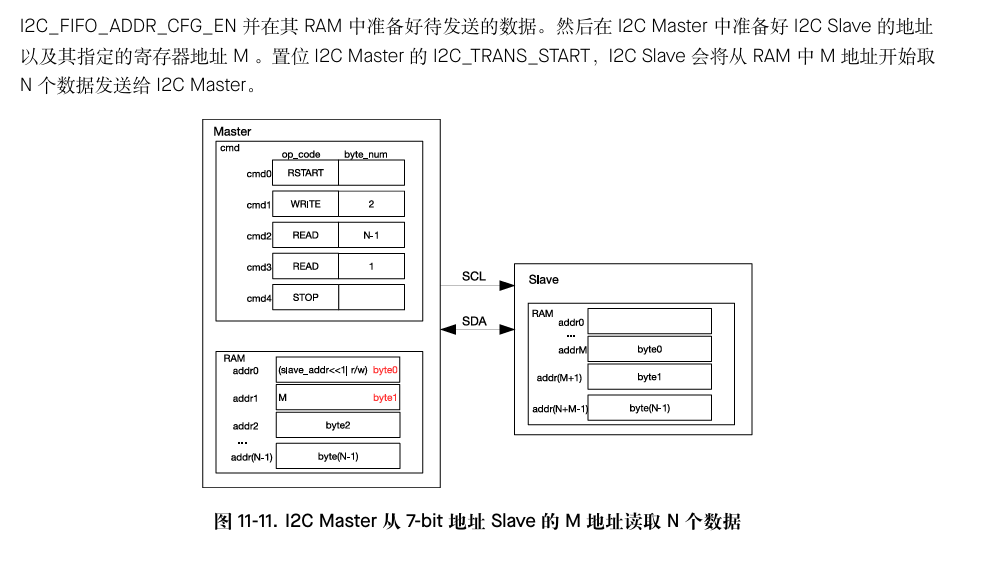 I2C_FIFO_ADDR_CFG_EN 并在其 RAM 中准备好待发送的数据。然后在 I2C Master 中准备好 I2C Slave 的地址
以及其指定的寄存器地址 M 。置位 I2C Master 的 I2C_TRANS_START，I2C Slave 会将从 RAM 中 M 地址开始取
N 个数据发送给 I2C Master。
Master
cmd
op_code byte_num
cmd0 RSTART
cmd1 WRITE 2
cmd2 READ N-1
cmd3 READ 1
cmd4 STOP
RAM
addr0 (slave_addr<<1| r/w) byte0
addr1 M byte1
addr2 byte2
...
addr(N-1) byte(N-1)
SCL
SDA
Slave
RAM
addr0
...
addrM byte0
addr(M+1) byte1
addr(N+M-1) byte(N-1)
图 11-11. I2C Master 从 7-bit 地址 Slave 的 M 地址读取 N 个数据